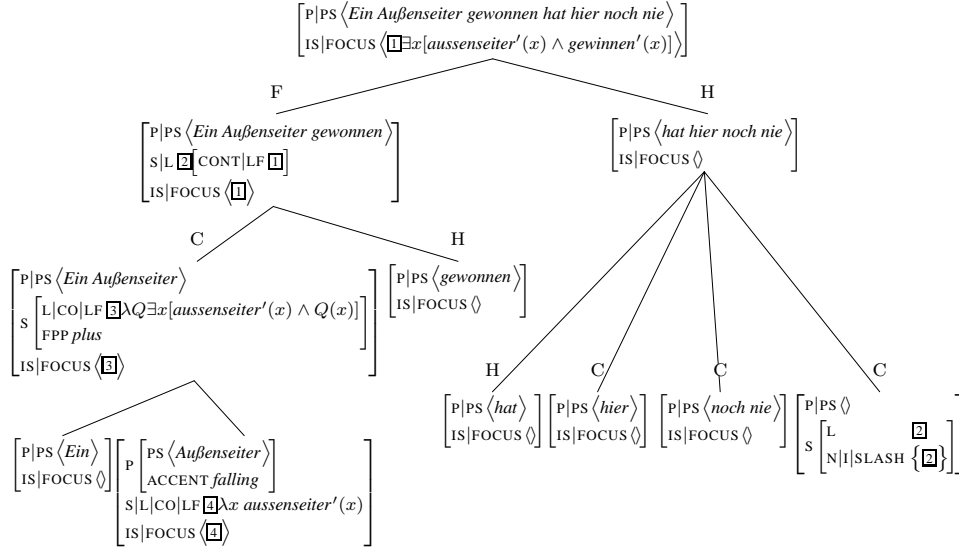 P|PS ⟨Ein Außenseiter gewonnen hat hier noch nie⟩
IS|FOCUS ⟨1∃x[aussenseiter′(x) ∧ gewinnen′(x)]⟩
F
H
P|PS ⟨Ein Außenseiter gewonnen⟩
S|L 2[CONT|LF 1]
IS|FOCUS ⟨1⟩
P|PS ⟨hat hier noch nie⟩
IS|FOCUS ⟨⟩
C
H
P|PS ⟨Ein Außenseiter⟩
S [L|CO|LF 3λQ∃x[aussenseiter′(x) ∧ Q(x)]
FPP plus]
IS|FOCUS ⟨3⟩
P|PS ⟨gewonnen⟩
IS|FOCUS ⟨⟩
H
C
C
C
P|PS ⟨hat⟩
IS|FOCUS ⟨⟩
P|PS ⟨hier⟩
IS|FOCUS ⟨⟩
P|PS ⟨noch nie⟩
IS|FOCUS ⟨⟩
P|PS ⟨⟩
S [L 2
N|I|SLASH {2}]
P|PS ⟨Ein⟩
IS|FOCUS ⟨⟩
P [PS ⟨Außenseiter⟩
ACCENT falling]
S|L|CO|LF 4λx aussenseiter′(x)
IS|FOCUS ⟨4⟩